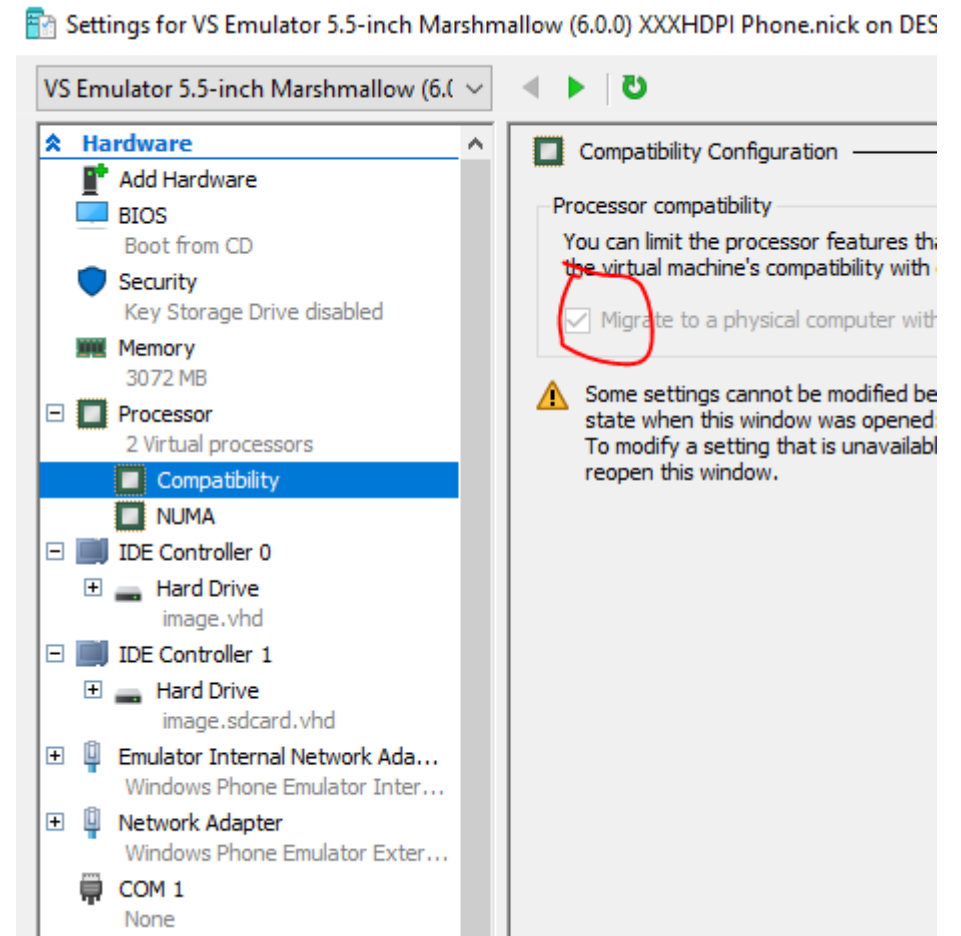 Settings for VS Emulator 5.5-inch Marshmallow (6.0.0) XXXHDPI Phone.nick on DES
VS Emulator 5.5-inch Marshmallow (6.(
Hardware
Add Hardware
BIOS
Boot from CD
Security
Key Storage Drive disabled
Memory
3072 MB
Processor
2 Virtual processors
Compatibility
NUMA
IDE Controller 0
Hard Drive
image.vhd
IDE Controller 1
Hard Drive
image.sdcard.vhd
Emulator Internal Network Ada...
Windows Phone Emulator Inter...
Network Adapter
Windows Phone Emulator Exter...
COM 1
None
Compatibility Configuration
Processor compatibility
You can limit the processor features tha
the virtual machine's compatibility with
Migrate to a physical computer with
Some settings cannot be modified be
state when this window was opened
To modify a setting that is unavailabl
reopen this window.